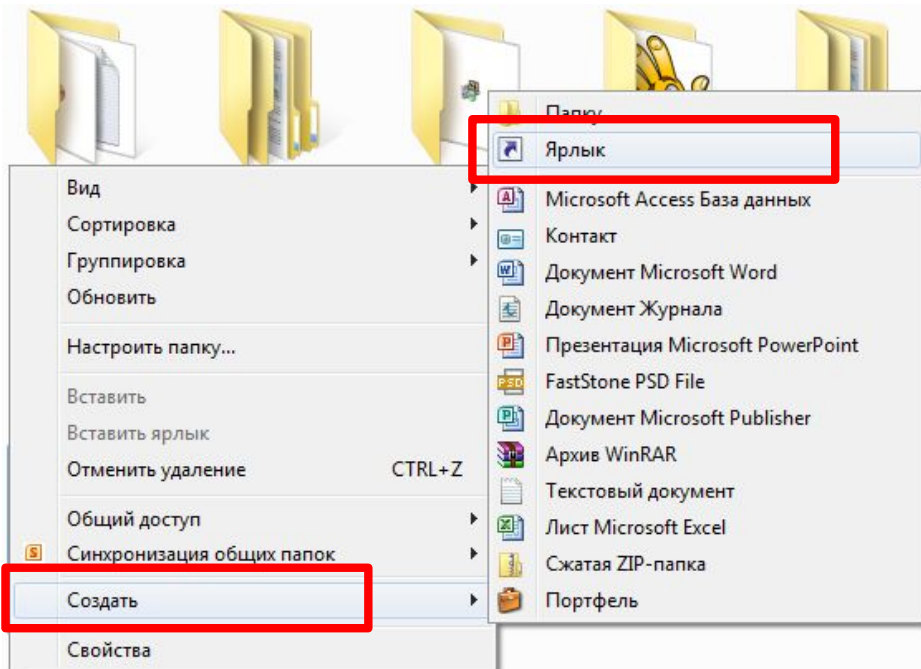 Вид
Сортировка
Группировка
Обновить
Настроить папку...
Вставить
Вставить ярлык
Отменить удаление CTRL+Z
Общий доступ
Синхронизация общих папок
Создать
Свойства
Папку
Ярлык
Microsoft Access База данных
Контакт
Документ Microsoft Word
Документ Журнала
Презентация Microsoft PowerPoint
FastStone PSD File
Документ Microsoft Publisher
Архив WinRAR
Текстовый документ
Лист Microsoft Excel
Сжатая ZIP-папка
Портфель